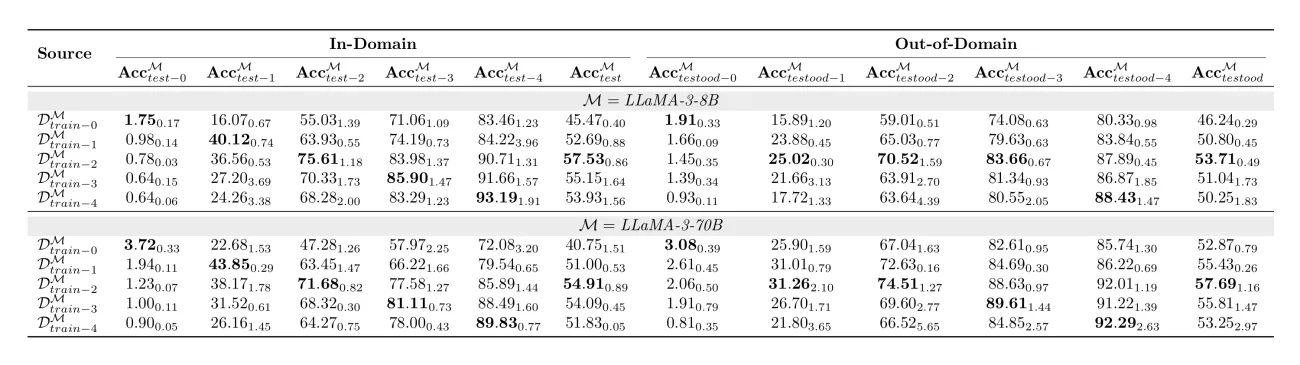 Source In-Domain Out-of-Domain
Acc^M_test−0 Acc^M_test−1 Acc^M_test−2 Acc^M_test−3 Acc^M_test−4 Acc^M_test Acc^M_testood−0 Acc^M_testood−1 Acc^M_testood−2 Acc^M_testood−3 Acc^M_testood−4 Acc^M_testood
M = LLaMA-3-8B
D^M_train−0 1.75_0.17 16.07_0.67 55.03_1.39 71.06_1.09 83.46_1.23 45.47_0.40 1.91_0.33 15.89_1.20 59.01_0.51 74.08_0.63 80.33_0.98 46.24_0.29
D^M_train−1 0.98_0.14 40.12_0.74 63.93_0.55 74.19_0.73 84.22_3.96 52.69_0.88 1.66_0.09 23.88_0.45 65.03_0.77 79.63_0.63 83.84_0.55 50.80_0.45
D^M_train−2 0.78_0.03 36.56_0.53 75.61_1.18 83.98_1.37 90.71_1.31 57.53_0.86 1.45_0.35 25.02_0.30 70.52_1.59 83.66_0.67 87.89_0.45 53.71_0.49
D^M_train−3 0.64_0.15 27.20_3.69 70.33_1.73 85.90_1.47 91.66_1.57 55.15_1.64 1.39_0.34 21.66_3.13 63.91_2.70 81.34_0.93 86.87_1.85 51.04_1.73
D^M_train−4 0.64_0.06 24.26_3.38 68.28_2.00 83.29_1.23 93.19_1.91 53.93_1.56 0.93_0.11 17.72_1.33 63.64_4.39 80.55_2.05 88.43_1.47 50.25_1.83
M = LLaMA-3-70B
D^M_train−0 3.72_0.33 22.68_1.53 47.28_1.26 57.97_2.25 72.08_3.20 40.75_1.51 3.08_0.39 25.90_1.59 67.04_1.63 82.61_0.95 85.74_1.30 52.87_0.79
D^M_train−1 1.94_0.11 43.85_0.29 63.45_1.47 66.22_1.66 79.54_0.65 51.00_0.53 2.61_0.45 31.01_0.79 72.63_0.16 84.69_0.30 86.22_0.69 55.43_0.26
D^M_train−2 1.23_0.07 38.17_1.78 71.68_0.82 77.58_1.27 85.89_1.44 54.91_0.89 2.06_0.50 31.26_2.10 74.51_1.27 88.63_0.97 92.01_1.19 57.69_1.16
D^M_train−3 1.00_0.11 31.52_0.61 68.32_0.30 81.11_0.73 88.49_1.60 54.09_0.45 1.91_0.79 26.70_1.71 69.60_2.77 89.61_1.44 91.22_1.39 55.81_1.47
D^M_train−4 0.90_0.05 26.16_1.45 64.27_0.75 78.00_0.43 89.83_0.77 51.83_0.05 0.81_0.35 21.80_3.65 66.52_5.65 84.85_2.57 92.29_2.63 53.25_2.97